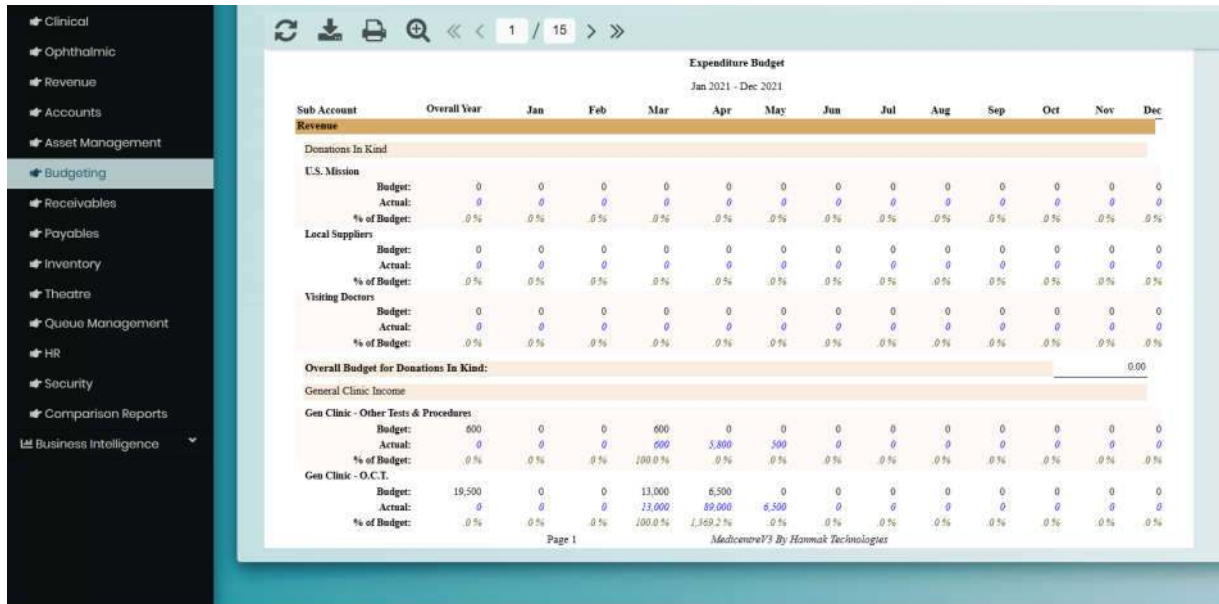 Clinical
Ophthalmic
Revenue
Accounts
Asset Management
Budgeting
Receivables
Payables
Inventory
Theatre
Queue Management
HR
Security
Comparison Reports
Business Intelligence
1 / 15
Expenditure Budget
Jan 2021 - Dec 2021
Sub Account Overall Year Jan Feb Mar Apr May Jun Jul Aug Sep Oct Nov Dec
Revenue
Donations In Kind
U.S. Mission
Budget: 0 0 0 0 0 0 0 0 0 0 0 0 0
Actual: 0 0 0 0 0 0 0 0 0 0 0 0 0
% of Budget: .0 % .0 % .0 % .0 % .0 % .0 % .0 % .0 % .0 % .0 % .0 % .0 % .0 %
Local Suppliers
Budget: 0 0 0 0 0 0 0 0 0 0 0 0 0
Actual: 0 0 0 0 0 0 0 0 0 0 0 0 0
% of Budget: .0 % .0 % .0 % .0 % .0 % .0 % .0 % .0 % .0 % .0 % .0 % .0 % .0 %
Visiting Doctors
Budget: 0 0 0 0 0 0 0 0 0 0 0 0 0
Actual: 0 0 0 0 0 0 0 0 0 0 0 0 0
% of Budget: .0 % .0 % .0 % .0 % .0 % .0 % .0 % .0 % .0 % .0 % .0 % .0 % .0 %
Overall Budget for Donations In Kind: 0.00
General Clinic Income
Gen Clinic - Other Tests & Procedures
Budget: 600 0 0 600 0 0 0 0 0 0 0 0 0
Actual: 0 0 0 600 5,800 500 0 0 0 0 0 0 0
% of Budget: .0 % .0 % .0 % 100.0 % .0 % .0 % .0 % .0 % .0 % .0 % .0 % .0 % .0 %
Gen Clinic - O.C.T.
Budget: 19,500 0 0 13,000 6,500 0 0 0 0 0 0 0 0
Actual: 0 0 0 13,000 89,000 6,500 0 0 0 0 0 0 0
% of Budget: .0 % .0 % .0 % 100.0 % 1,369.2 % .0 % .0 % .0 % .0 % .0 % .0 % .0 % .0 %
Page 1 MedicentreV3 By Hanmak Technologies